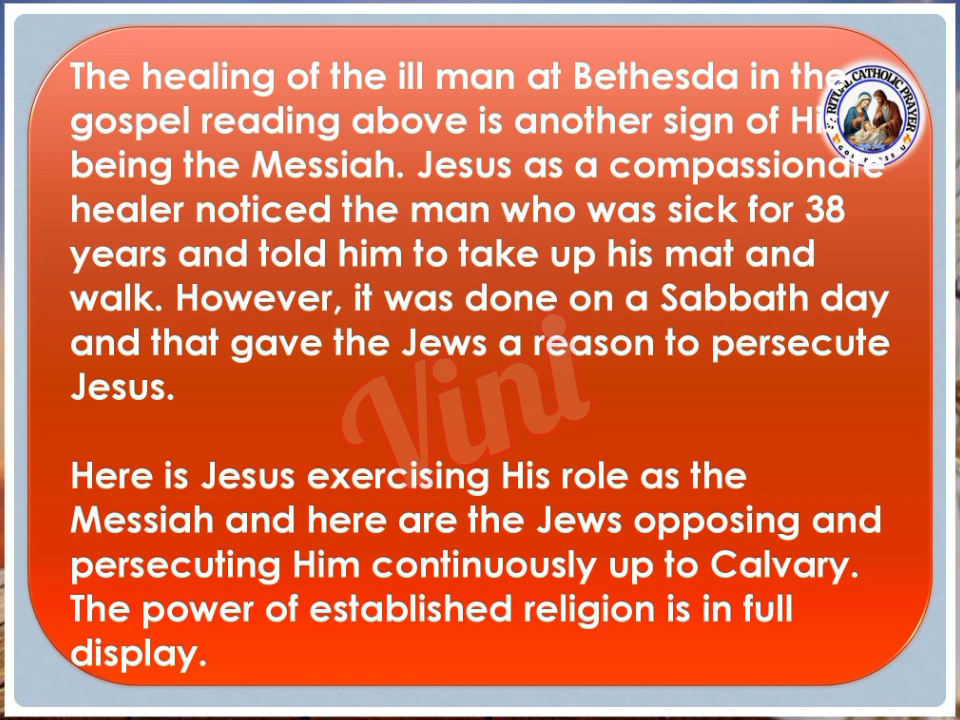 The healing of the ill man at Bethesda in the
gospel reading above is another sign of His
being the Messiah. Jesus as a compassionate
healer noticed the man who was sick for 38
years and told him to take up his mat and
walk. However, it was done on a Sabbath day
and that gave the Jews a reason to persecute
Jesus.
Here is Jesus exercising His role as the
Messiah and here are the Jews opposing and
persecuting Him continuously up to Calvary.
The power of established religion is in full
display.
RITUAL CATHOLIC PRAYER
Vini